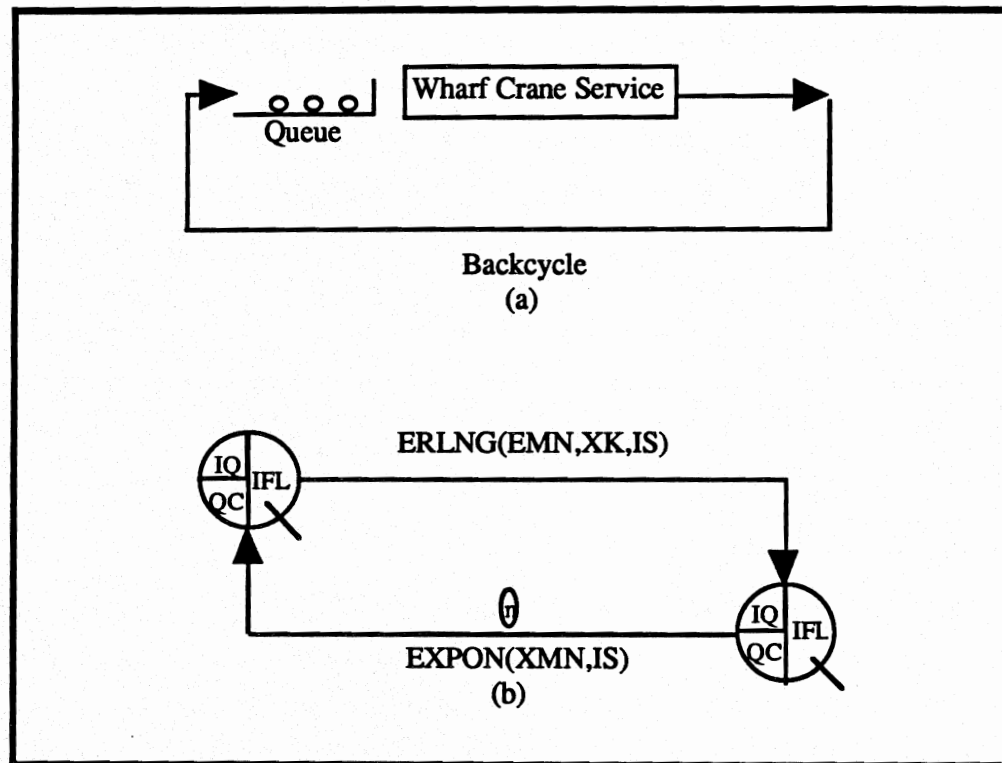 Wharf Crane Service
Queue
Backcycle
(a)
ERLNG(EMN,XK,IS)
IQ
IFL
QC
n
IQ
IFL
QC
EXPON(XMN,IS)
(b)